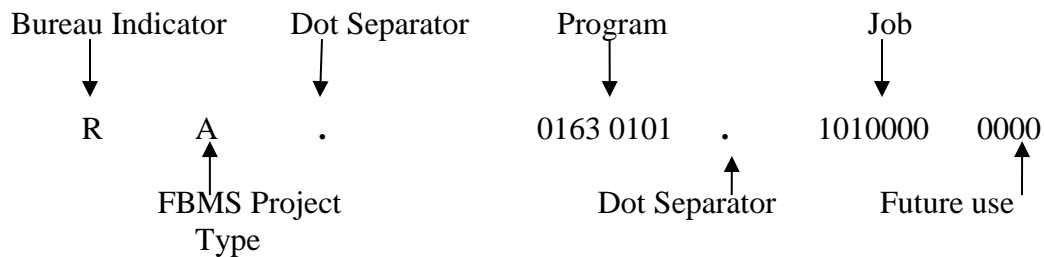 Bureau Indicator Dot Separator Program Job
R A . 0163 0101 . 1010000 0000
FBMS Project Dot Separator Future use
Type